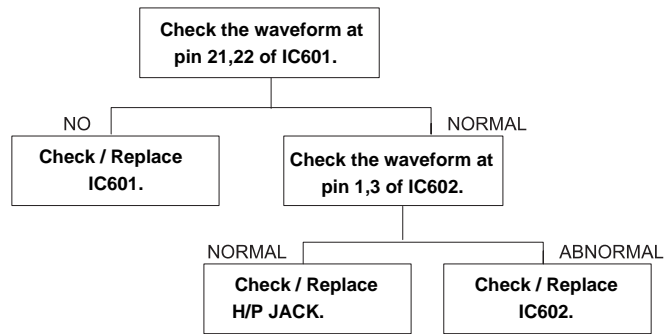 Check the waveform at
pin 21,22 of IC601.
NO
NORMAL
Check / Replace
IC601.
Check the waveform at
pin 1,3 of IC602.
NORMAL
ABNORMAL
Check / Replace
H/P JACK.
Check / Replace
IC602.